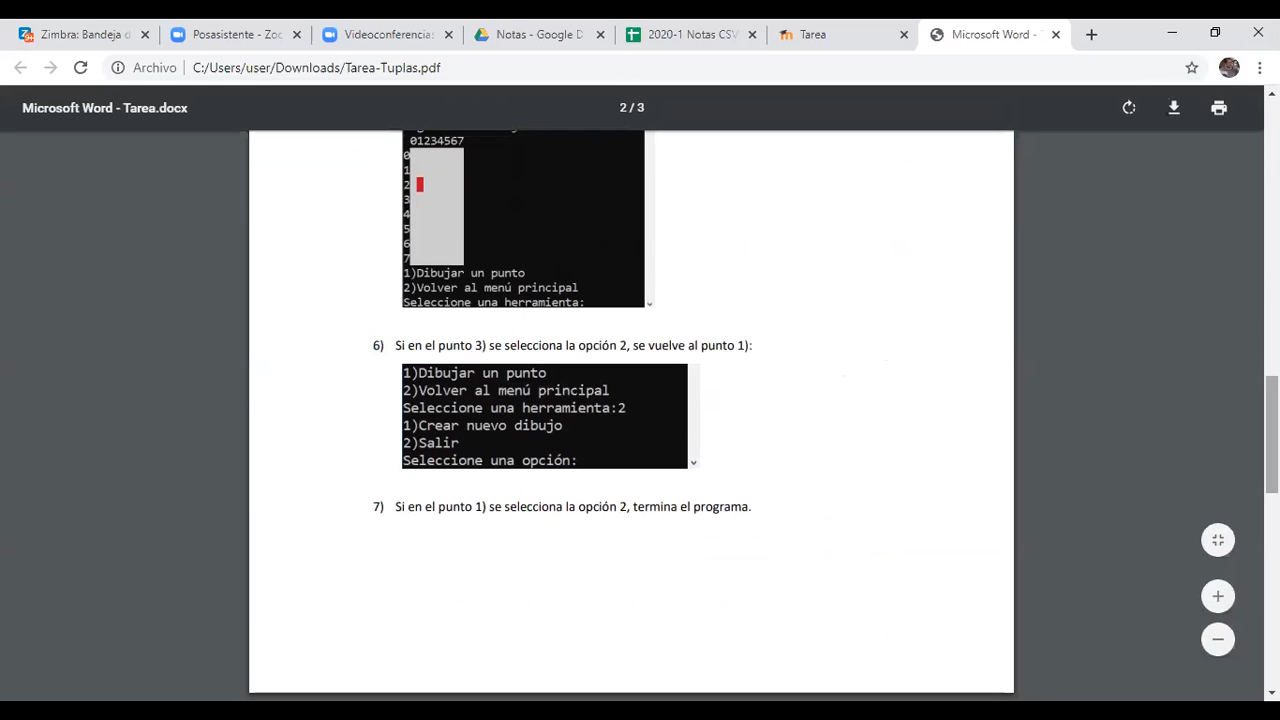 Zimbra: Bandeja d
Posasistente - Zoo
Videoconferencias
Notas - Google D
2020-1 Notas CSV
Tarea
Microsoft Word -
Archivo
C:/Users/user/Downloads/Tarea-Tuplas.pdf
Microsoft Word - Tarea.docx
2 / 3
01234567
0
1
2
3
4
5
6
7
1)Dibujar un punto
2)Volver al menú principal
Seleccione una herramienta:
6) Si en el punto 3) se selecciona la opción 2, se vuelve al punto 1):
1)Dibujar un punto
2)Volver al menú principal
Seleccione una herramienta:2
1)Crear nuevo dibujo
2)Salir
Seleccione una opción:
7) Si en el punto 1) se selecciona la opción 2, termina el programa.